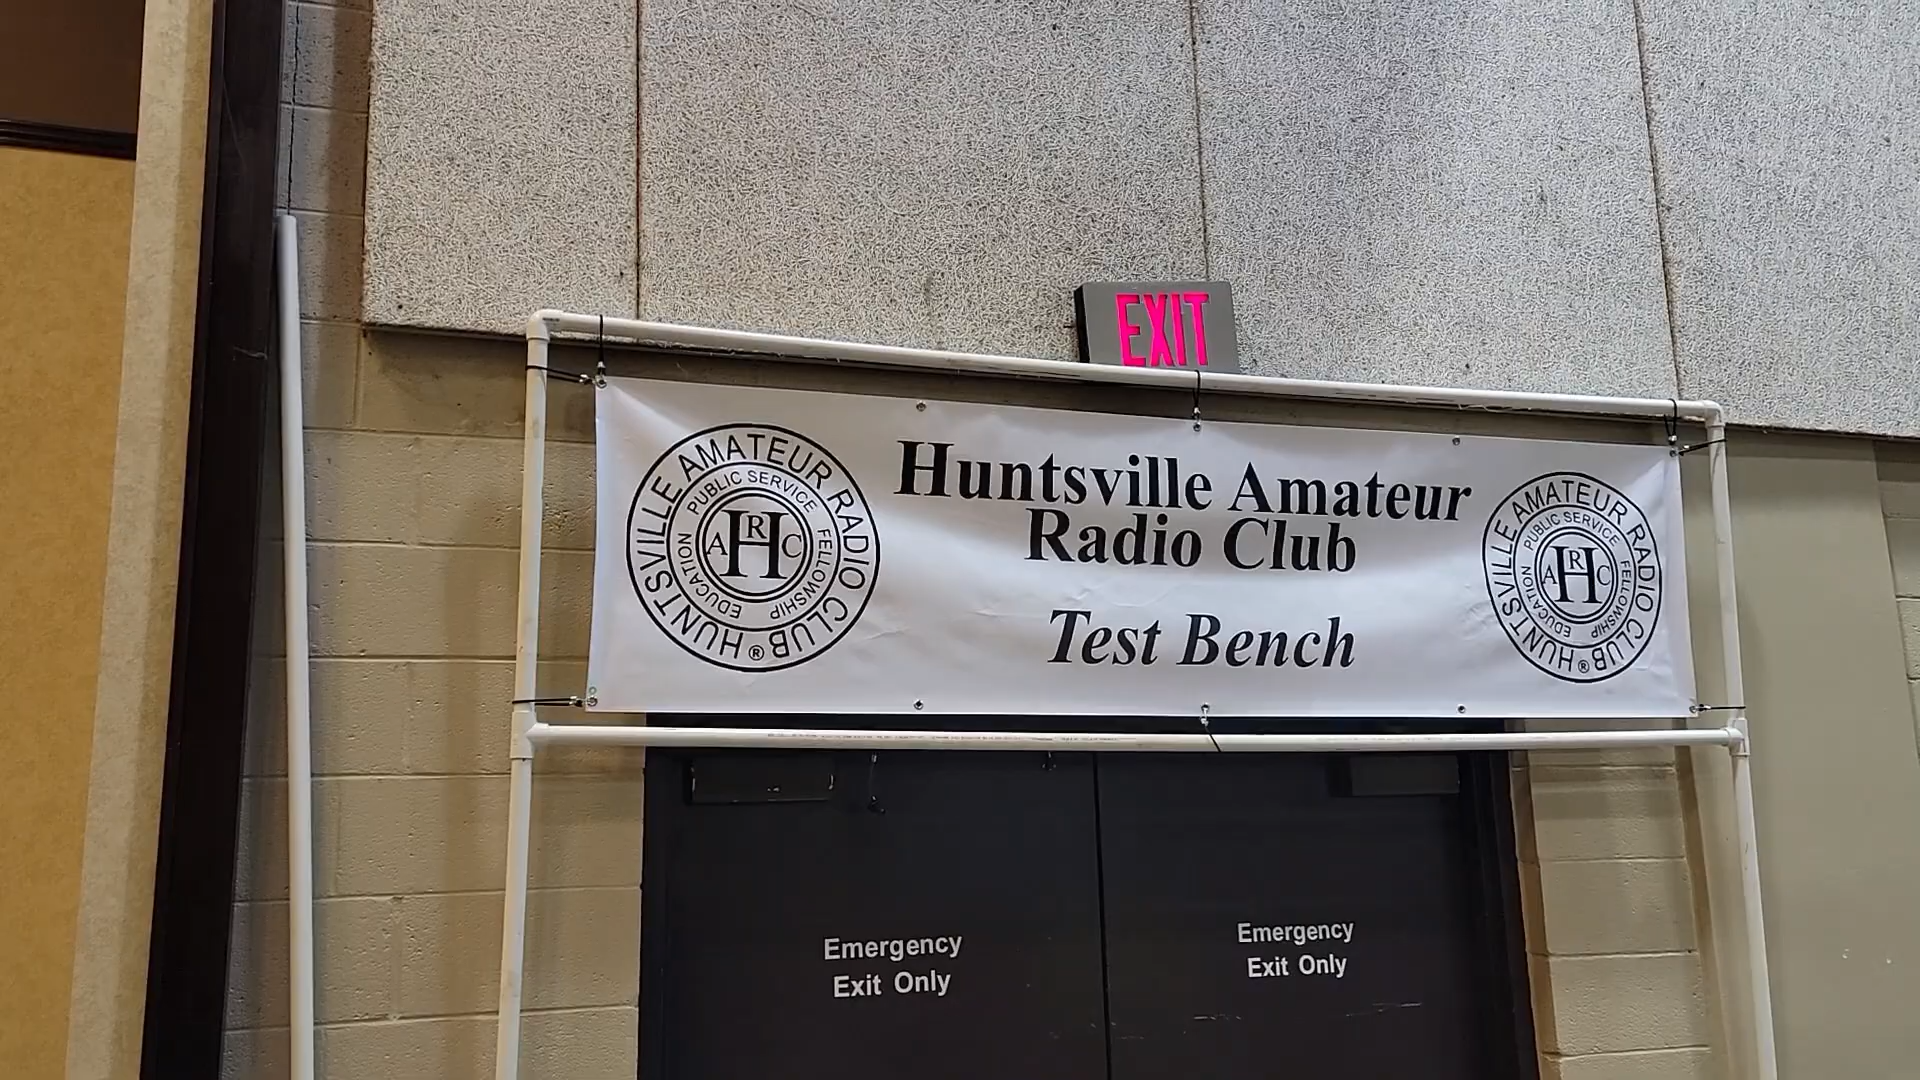 EXIT
HUNTSVILLE AMATEUR RADIO CLUB ®
PUBLIC SERVICE FELLOWSHIP EDUCATION
A H R C
Huntsville Amateur
Radio Club
Test Bench
HUNTSVILLE AMATEUR RADIO CLUB ®
PUBLIC SERVICE FELLOWSHIP EDUCATION
A H R C
Emergency
Exit Only
Emergency
Exit Only